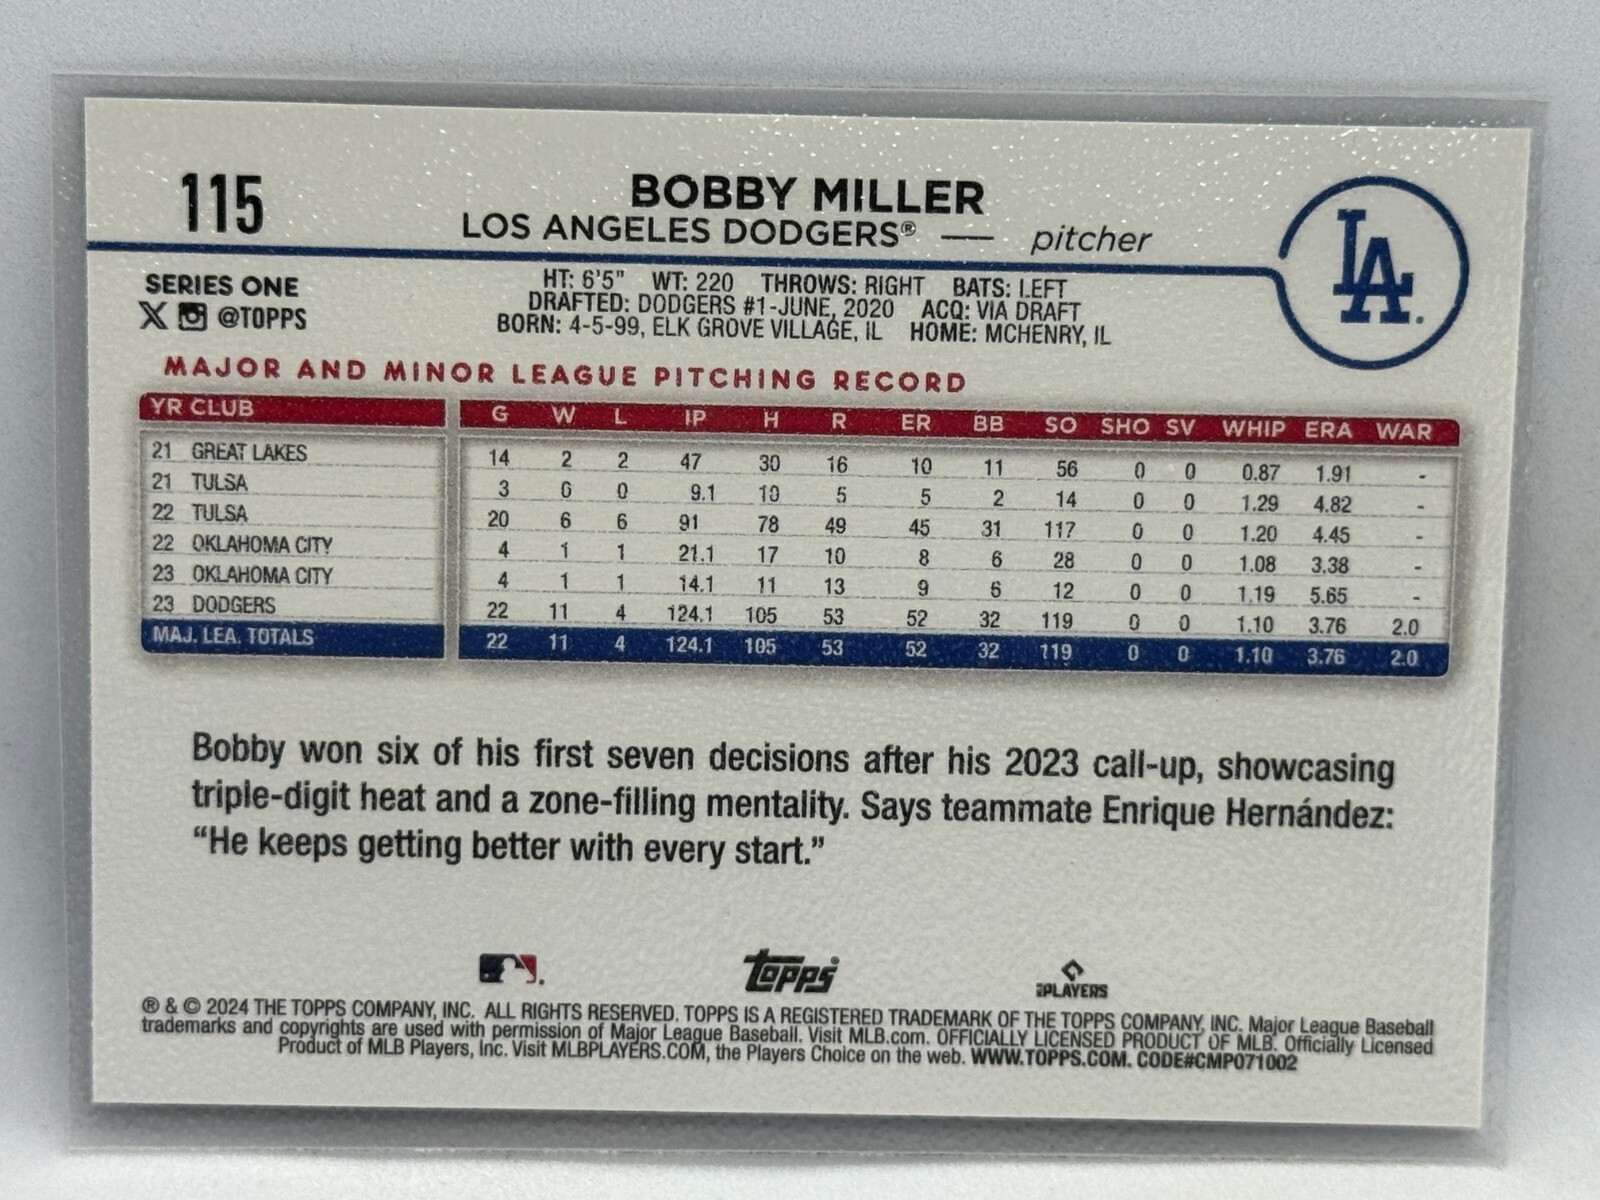 115
BOBBY MILLER
LOS ANGELES DODGERS® — pitcher
LA
SERIES ONE
X @TOPPS
HT: 6'5" WT: 220 THROWS: RIGHT BATS: LEFT
DRAFTED: DODGERS #1-JUNE, 2020 ACQ: VIA DRAFT
BORN: 4-5-99, ELK GROVE VILLAGE, IL HOME: MCHENRY, IL
MAJOR AND MINOR LEAGUE PITCHING RECORD
YR CLUB G W L IP H R ER BB SO SHO SV WHIP ERA WAR
21 GREAT LAKES 14 2 2 47 30 16 10 11 56 0 0 0.87 1.91 -
21 TULSA 3 0 0 9.1 10 5 5 2 14 0 0 1.29 4.82 -
22 TULSA 20 6 6 91 78 49 45 31 117 0 0 1.20 4.45 -
22 OKLAHOMA CITY 4 1 1 21.1 17 10 8 6 28 0 0 1.08 3.38 -
23 OKLAHOMA CITY 4 1 1 14.1 11 13 9 6 12 0 0 1.19 5.65 -
23 DODGERS 22 11 4 124.1 105 53 52 32 119 0 0 1.10 3.76 2.0
MAJ. LEA. TOTALS 22 11 4 124.1 105 53 52 32 119 0 0 1.10 3.76 2.0
Bobby won six of his first seven decisions after his 2023 call-up, showcasing
triple-digit heat and a zone-filling mentality. Says teammate Enrique Hernández:
“He keeps getting better with every start.”
topps®
PLAYERS
® & © 2024 THE TOPPS COMPANY, INC. ALL RIGHTS RESERVED. TOPPS IS A REGISTERED TRADEMARK OF THE TOPPS COMPANY, INC. Major League Baseball
trademarks and copyrights are used with permission of Major League Baseball. Visit MLB.com. OFFICIALLY LICENSED PRODUCT OF MLB. Officially Licensed
Product of MLB Players, Inc. Visit MLBPLAYERS.COM, the Players Choice on the web. WWW.TOPPS.COM. CODE#CMP071002